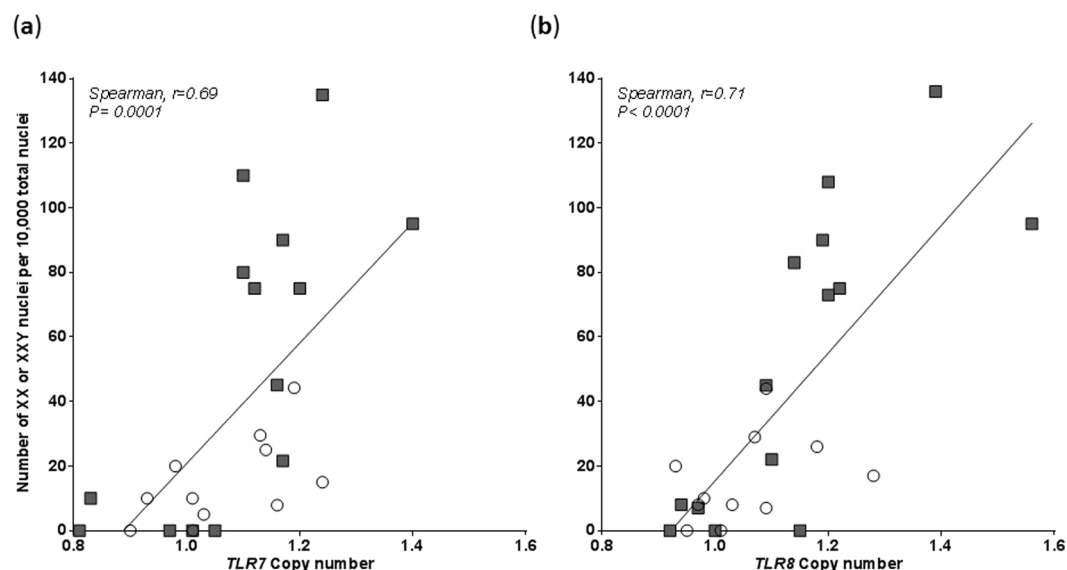 (a)
(b)
Number of XX or XXY nuclei per 10,000 total nuclei
140
120
100
80
60
40
20
0
Spearman, r=0.69
P= 0.0001
0.8 1.0 1.2 1.4 1.6
TLR7 Copy number
140
120
100
80
60
40
20
0
Spearman, r=0.71
P< 0.0001
0.8 1.0 1.2 1.4 1.6
TLR8 Copy number